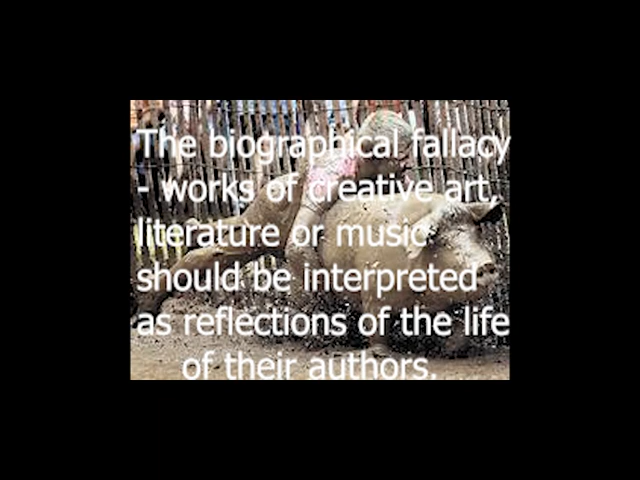 The biographical fallacy
- works of creative art,
literature or music
should be interpreted
as reflections of the life
of their authors.